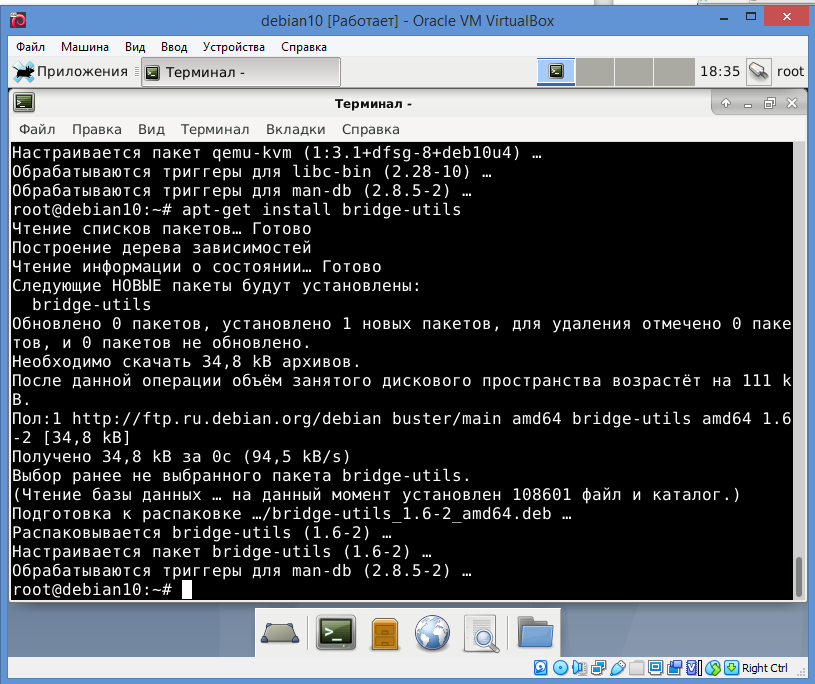 debian10 [Работает] - Oracle VM VirtualBox
Файл Машина Вид Ввод Устройства Справка
Приложения Терминал - 18:35 root
Терминал -
Файл Правка Вид Терминал Вкладки Справка
Настраивается пакет qemu-kvm (1:3.1+dfsg-8+deb10u4) …
Обрабатываются триггеры для libc-bin (2.28-10) …
Обрабатываются триггеры для man-db (2.8.5-2) …
root@debian10:~# apt-get install bridge-utils
Чтение списков пакетов… Готово
Построение дерева зависимостей
Чтение информации о состоянии… Готово
Следующие НОВЫЕ пакеты будут установлены:
  bridge-utils
Обновлено 0 пакетов, установлено 1 новых пакетов, для удаления отмечено 0 паке
тов, и 0 пакетов не обновлено.
Необходимо скачать 34,8 kB архивов.
После данной операции объём занятого дискового пространства возрастёт на 111 k
B.
Пол:1 http://ftp.ru.debian.org/debian buster/main amd64 bridge-utils amd64 1.6
-2 [34,8 kB]
Получено 34,8 kB за 0с (94,5 kB/s)
Выбор ранее не выбранного пакета bridge-utils.
(Чтение базы данных … на данный момент установлен 108601 файл и каталог.)
Подготовка к распаковке …/bridge-utils_1.6-2_amd64.deb …
Распаковывается bridge-utils (1.6-2) …
Настраивается пакет bridge-utils (1.6-2) …
Обрабатываются триггеры для man-db (2.8.5-2) …
root@debian10:~#
Right Ctrl